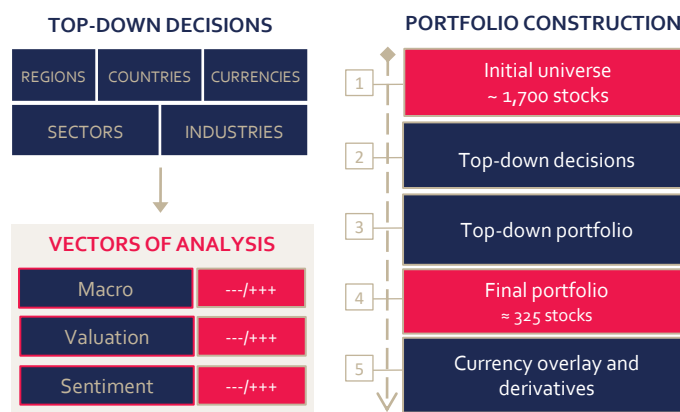 TOP-DOWN DECISIONS
REGIONS
COUNTRIES
CURRENCIES
SECTORS
INDUSTRIES
VECTORS OF ANALYSIS
Macro
---/+++
Valuation
---/+++
Sentiment
---/+++
PORTFOLIO CONSTRUCTION
1
Initial universe
~ 1,700 stocks
2
Top-down decisions
3
Top-down portfolio
4
Final portfolio
≈ 325 stocks
5
Currency overlay and
derivatives